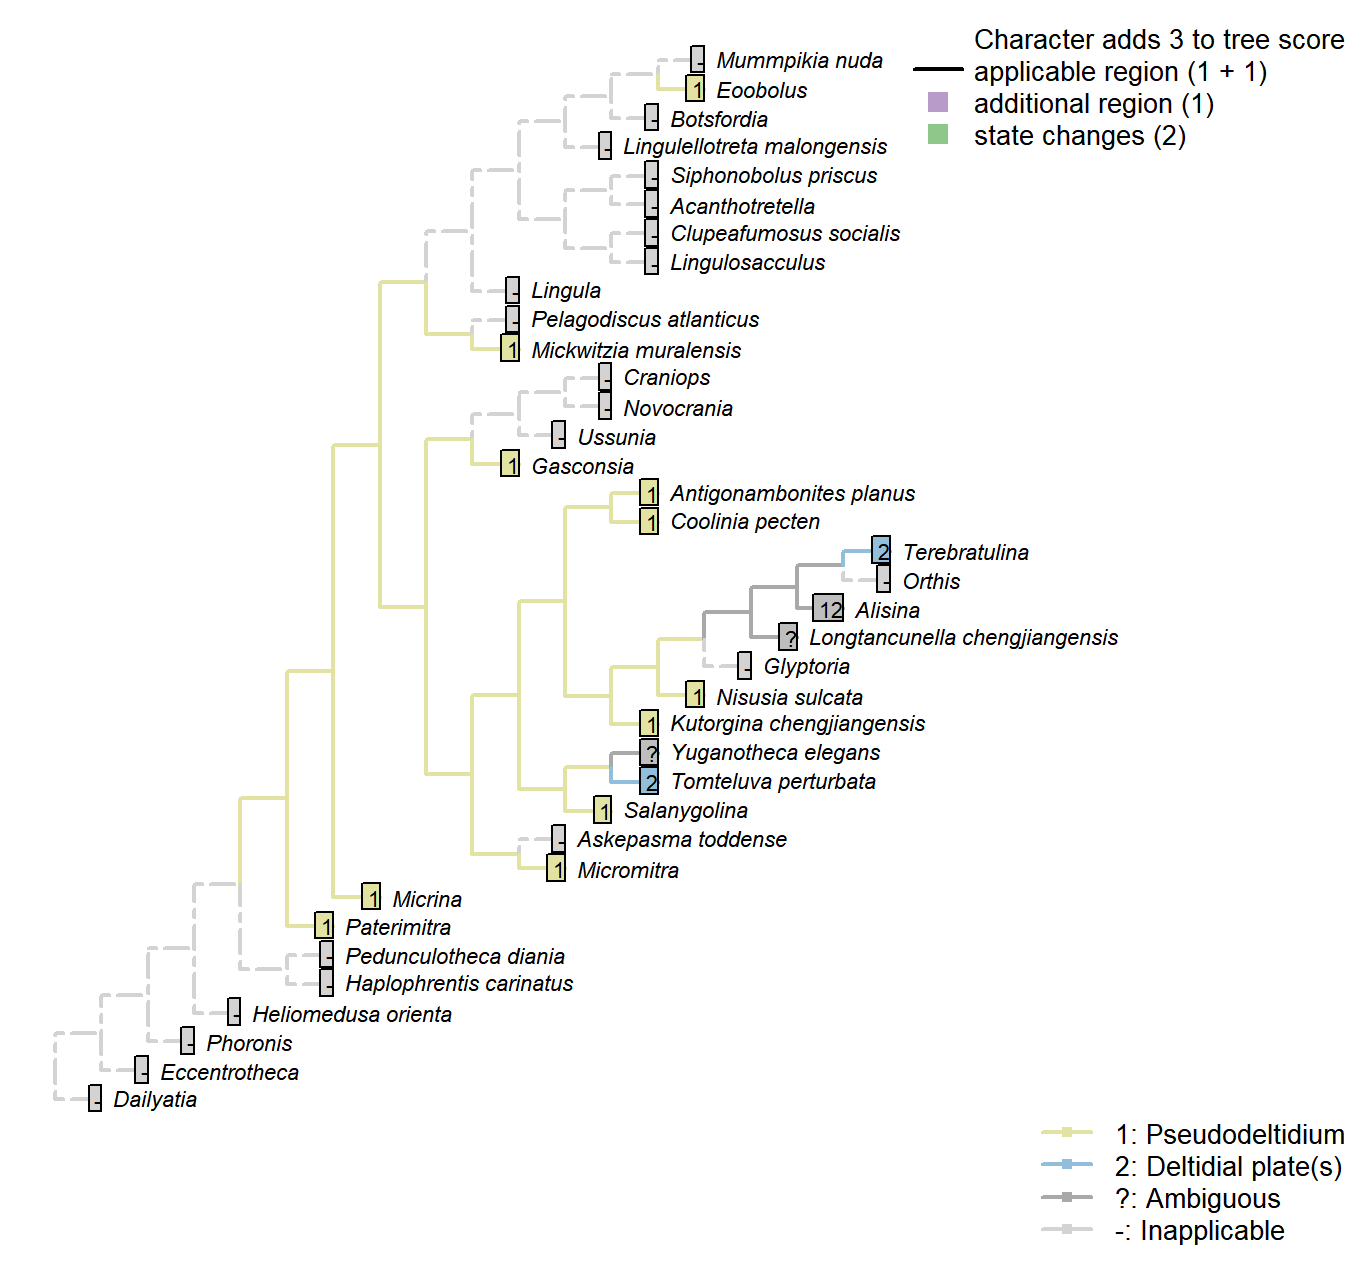 Character adds 3 to tree score
applicable region (1 + 1)
additional region (1)
state changes (2)
- Mummpikia nuda
1 Eoobolus
- Botsfordia
- Lingulellotreta malongensis
- Siphonobolus priscus
- Acanthotretella
- Clupeafumosus socialis
- Lingulosacculus
- Lingula
- Pelagodiscus atlanticus
1 Mickwitzia muralensis
- Craniops
- Novocrania
- Ussunia
1 Gasconsia
1 Antigonambonites planus
1 Coolinia pecten
2 Terebratulina
- Orthis
12 Alisina
? Longtancunella chengjiangensis
- Glyptoria
1 Nisusia sulcata
1 Kutorgina chengjiangensis
? Yuganotheca elegans
2 Tomteluva perturbata
1 Salanygolina
- Askepasma toddense
1 Micromitra
1 Micrina
1 Paterimitra
- Pedunculotheca diania
- Haplophrentis carinatus
- Heliomedusa orienta
- Phoronis
- Eccentrotheca
- Dailyatia
1: Pseudodeltidium
2: Deltidial plate(s)
?: Ambiguous
-: Inapplicable